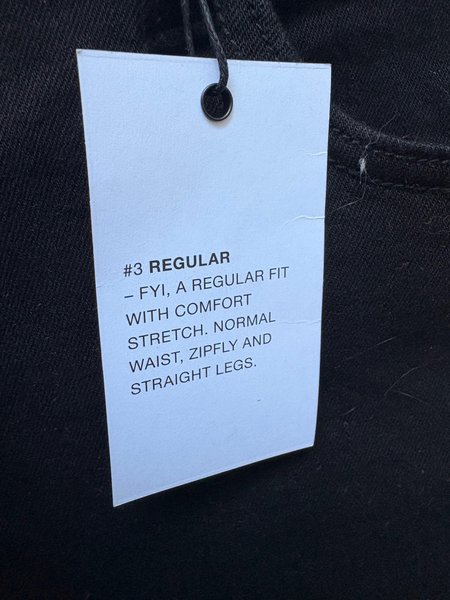 #3 REGULAR
– FYI, A REGULAR FIT
WITH COMFORT
STRETCH. NORMAL
WAIST, ZIPFLY AND
STRAIGHT LEGS.